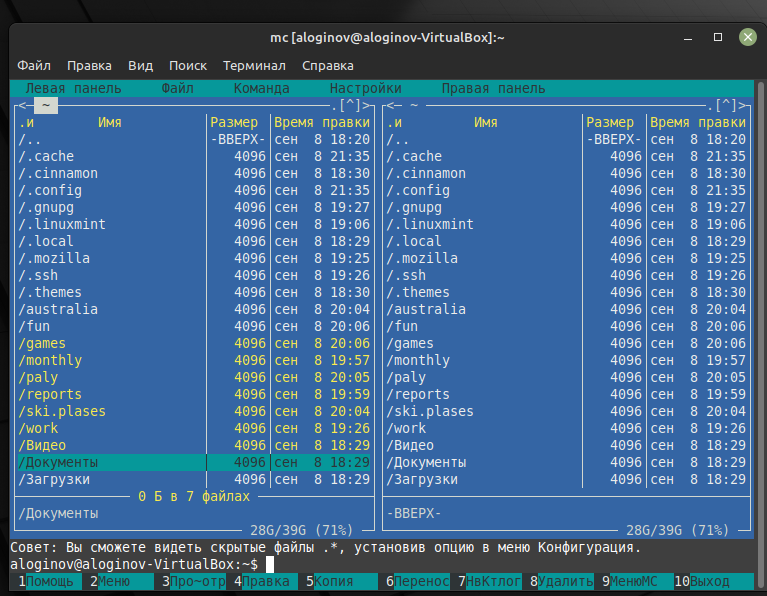 mc [aloginov@aloginov-VirtualBox]:~
Файл Правка Вид Поиск Терминал Справка
Левая панель Файл Команда Настройки Правая панель
<─ ~ ─.[^]> <─ ~ ─.[^]>
.и Имя Размер Время правки .и Имя Размер Время правки
/.. -ВВЕРХ- сен 8 18:20 /.. -ВВЕРХ- сен 8 18:20
/.cache 4096 сен 8 21:35 /.cache 4096 сен 8 21:35
/.cinnamon 4096 сен 8 18:30 /.cinnamon 4096 сен 8 18:30
/.config 4096 сен 8 21:35 /.config 4096 сен 8 21:35
/.gnupg 4096 сен 8 19:27 /.gnupg 4096 сен 8 19:27
/.linuxmint 4096 сен 8 19:06 /.linuxmint 4096 сен 8 19:06
/.local 4096 сен 8 18:29 /.local 4096 сен 8 18:29
/.mozilla 4096 сен 8 19:25 /.mozilla 4096 сен 8 19:25
/.ssh 4096 сен 8 19:26 /.ssh 4096 сен 8 19:26
/.themes 4096 сен 8 18:30 /.themes 4096 сен 8 18:30
/australia 4096 сен 8 20:04 /australia 4096 сен 8 20:04
/fun 4096 сен 8 20:06 /fun 4096 сен 8 20:06
/games 4096 сен 8 20:06 /games 4096 сен 8 20:06
/monthly 4096 сен 8 19:57 /monthly 4096 сен 8 19:57
/paly 4096 сен 8 20:05 /paly 4096 сен 8 20:05
/reports 4096 сен 8 19:59 /reports 4096 сен 8 19:59
/ski.plases 4096 сен 8 20:04 /ski.plases 4096 сен 8 20:04
/work 4096 сен 8 19:26 /work 4096 сен 8 19:26
/Видео 4096 сен 8 18:29 /Видео 4096 сен 8 18:29
/Документы 4096 сен 8 18:29 /Документы 4096 сен 8 18:29
/Загрузки 4096 сен 8 18:29 /Загрузки 4096 сен 8 18:29
0 Б в 7 файлах
/Документы -ВВЕРХ-
28G/39G (71%) 28G/39G (71%)
Совет: Вы сможете видеть скрытые файлы .*, установив опцию в меню Конфигурация.
aloginov@aloginov-VirtualBox:~$
1Помощь 2Меню 3Про~отр 4Правка 5Копия 6Перенос 7НвКтлог 8Удалить 9МенюMC 10Выход